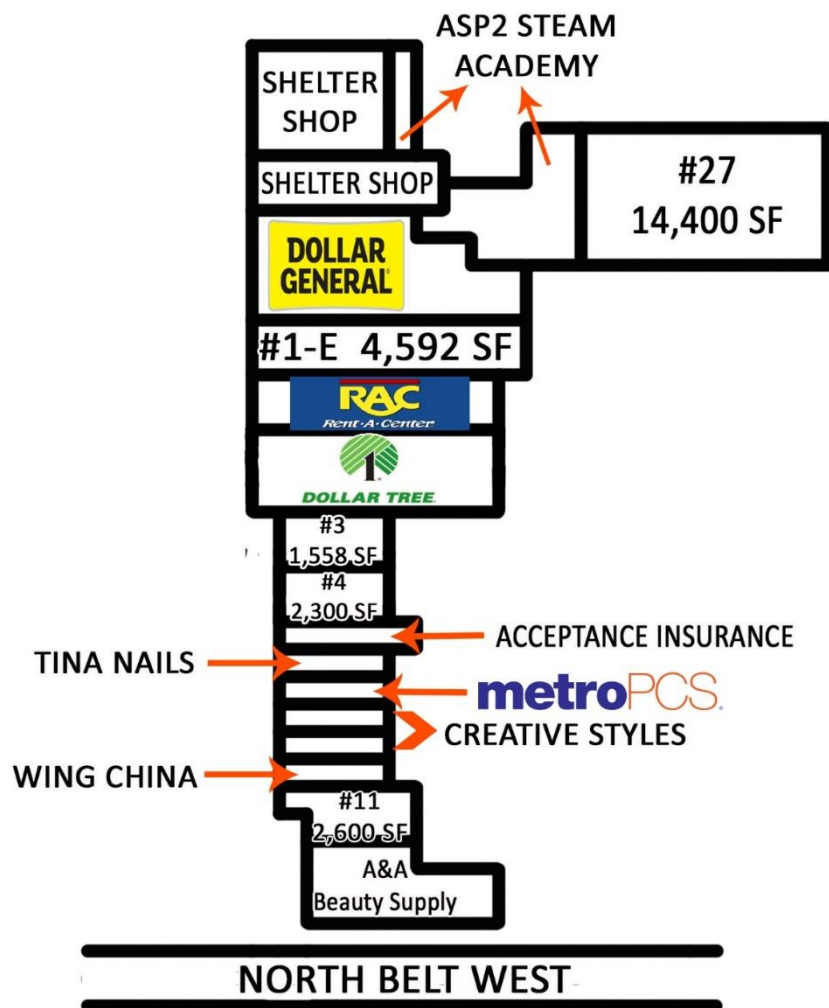 ASP2 STEAM
ACADEMY
SHELTER
SHOP
SHELTER SHOP
#27
14,400 SF
DOLLAR
GENERAL
#1-E 4,592 SF
RAC
Rent-A-Center
1
DOLLAR TREE
#3
1,558 SF
#4
2,300 SF
ACCEPTANCE INSURANCE
TINA NAILS
metroPCS.
CREATIVE STYLES
WING CHINA
#11
2,600 SF
A&A
Beauty Supply
NORTH BELT WEST